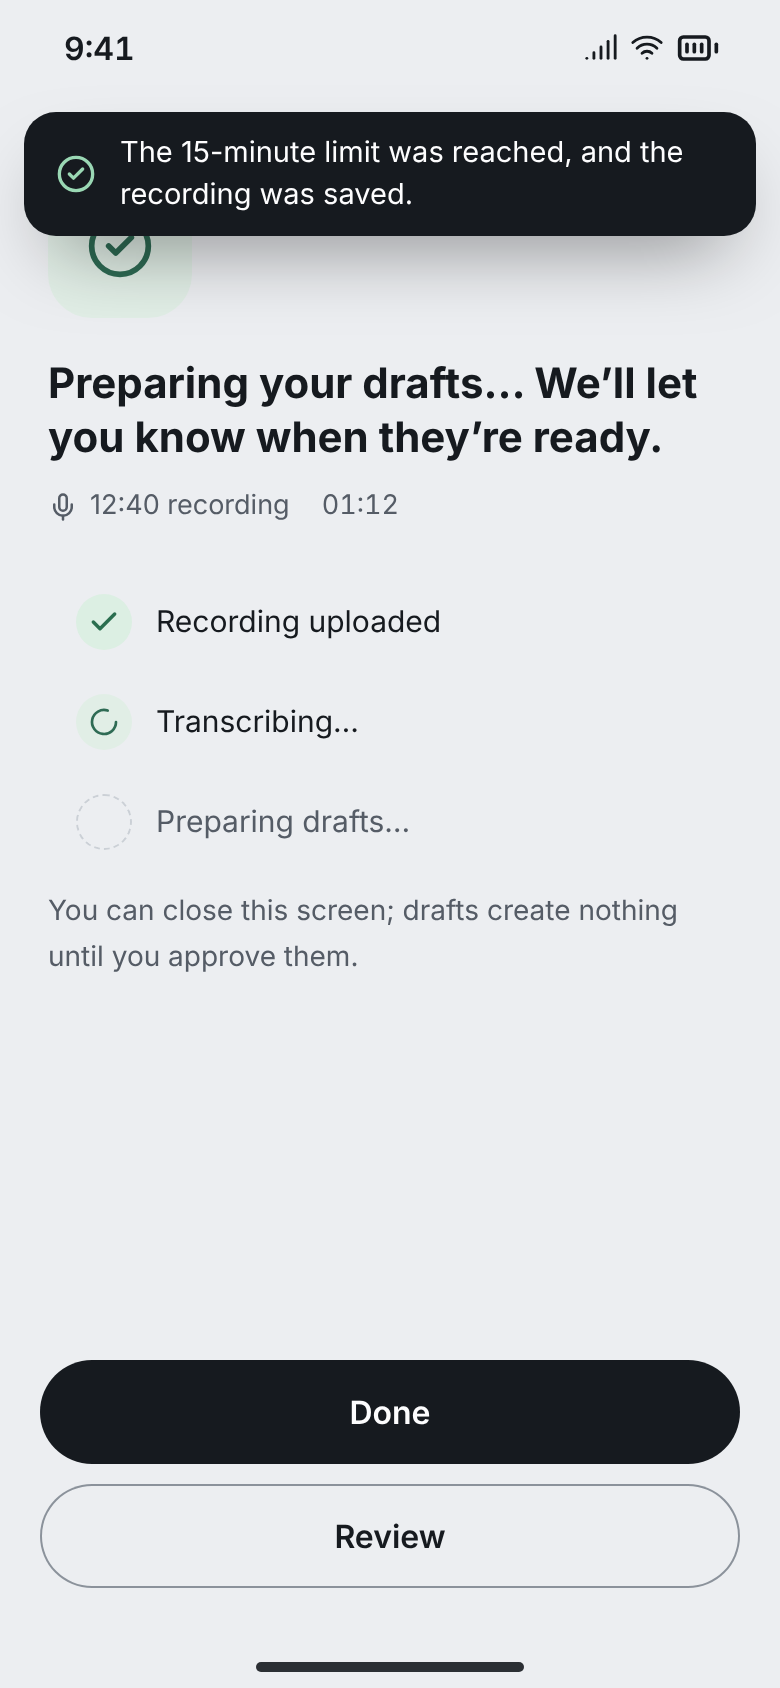 9:41
The 15-minute limit was reached, and the
recording was saved.
Preparing your drafts… We’ll let
you know when they’re ready.
12:40 recording 01:12
Recording uploaded
Transcribing…
Preparing drafts…
You can close this screen; drafts create nothing
until you approve them.
Done
Review